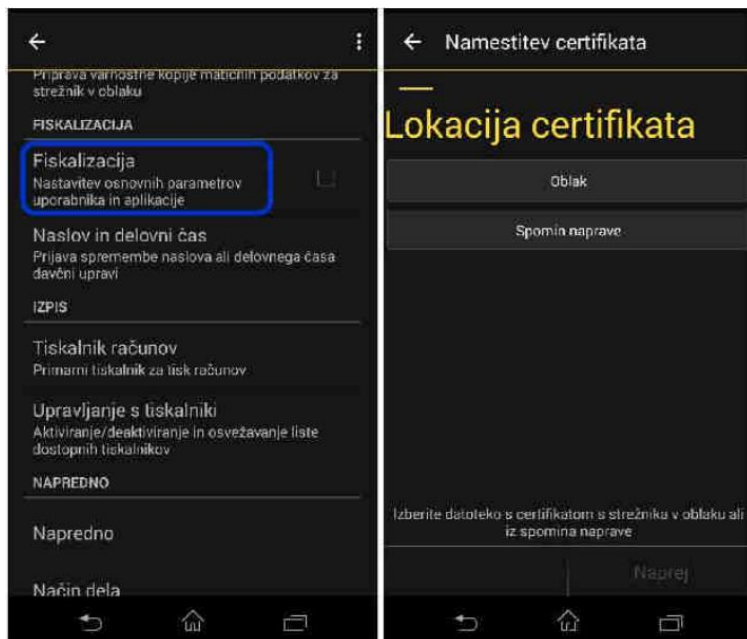 Priprava varnostne kopije matičnih podatkov za
strežnik v oblaku
FISKALIZACIJA
Fiskalizacija
Nastavitev osnovnih parametrov
uporabnika in aplikacije
Naslov in delovni čas
Prijava spremembe naslova ali delovnega časa
davčni upravi
IZPIS
Tiskalnik računov
Primarni tiskalnik za tisk računov
Upravljanje s tiskalniki
Aktiviranje/deaktiviranje in osvežavanje liste
dostopnih tiskalnikov
NAPREDNO
Napredno
Način dela
Namestitev certifikata
Lokacija certifikata
Oblak
Spomin naprave
Izberite datoteko s certifikatom s strežnika v oblaku ali
iz spomina naprave
Naprej